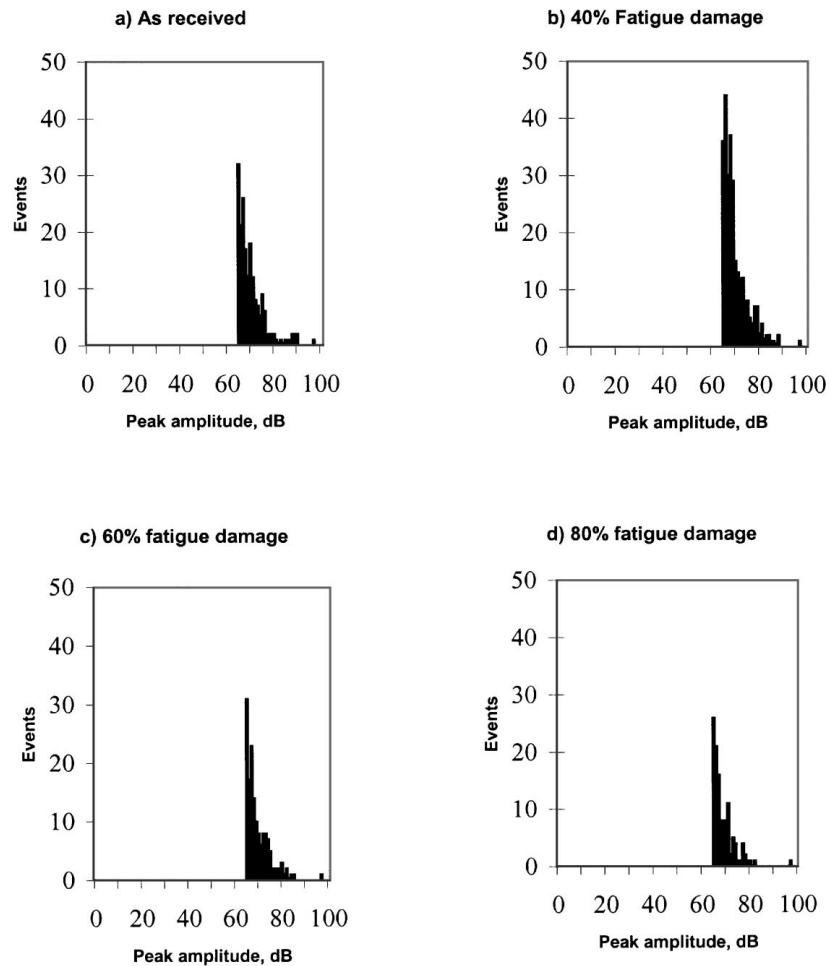 a) As received
50
40
30
20
10
0
Events
0 20 40 60 80 100
Peak amplitude, dB
b) 40% Fatigue damage
50
40
30
20
10
0
Events
0 20 40 60 80 100
Peak amplitude, dB
c) 60% fatigue damage
50
40
30
20
10
0
Events
0 20 40 60 80 100
Peak amplitude, dB
d) 80% fatigue damage
50
40
30
20
10
0
Events
0 20 40 60 80 100
Peak amplitude, dB